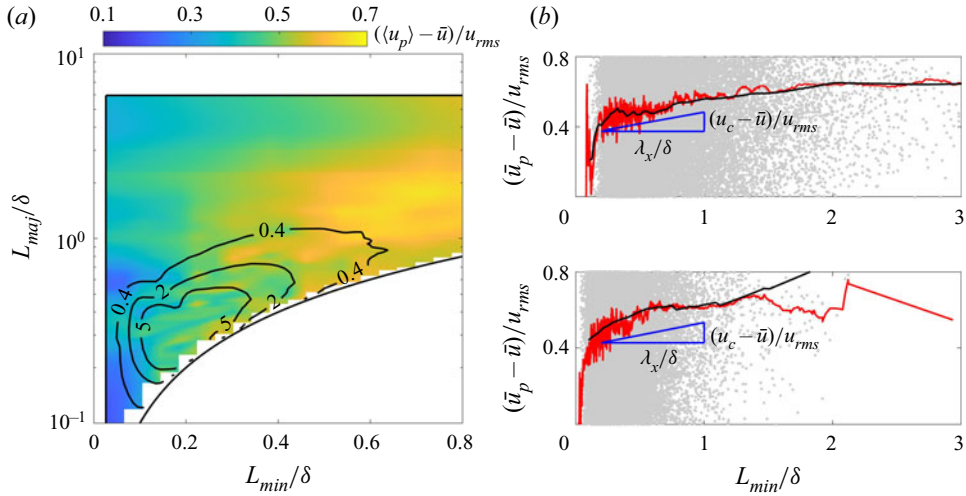 (a)
0.1 0.3 0.5 0.7
(⟨u_p⟩ − ū)/u_rms
10^1
10^0
10^−1
L_maj/δ
0.4
0.4
0.4
2
2
5
5
0 0.2 0.4 0.6 0.8
L_min/δ
(b)
0.8
0.4
(ū_p − ū)/u_rms
(u_c − ū)/u_rms
λ_x/δ
0 1 2 3
0.8
0.4
0
(ū_p − ū)/u_rms
(u_c − ū)/u_rms
λ_x/δ
0 1 2 3
L_min/δ